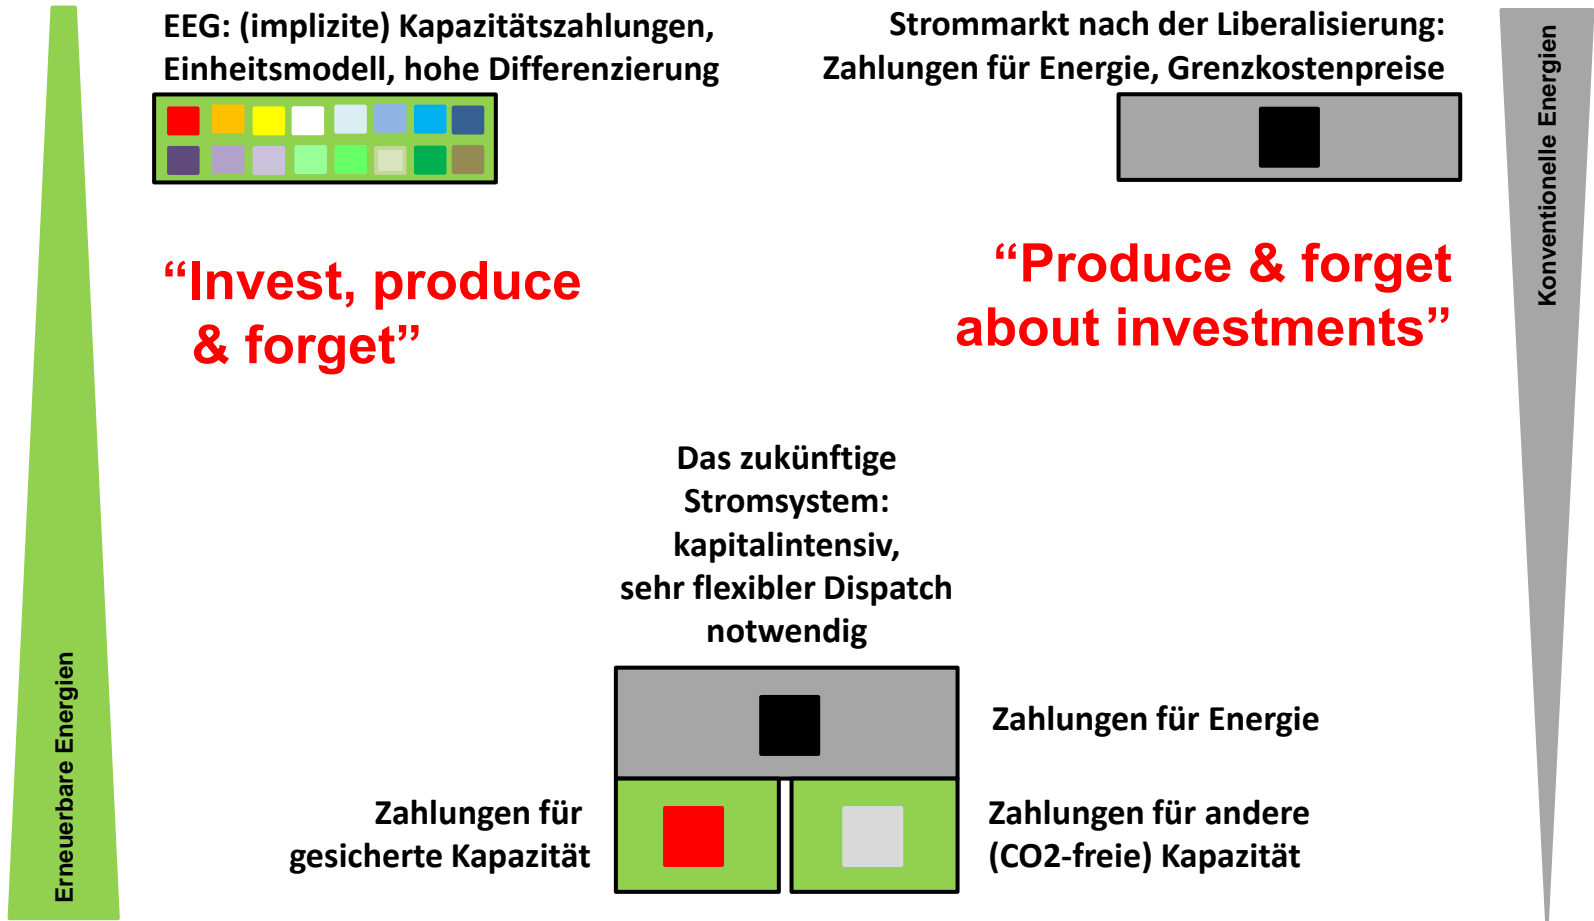 EEG: (implizite) Kapazitätszahlungen,
Einheitsmodell, hohe Differenzierung
Strommarkt nach der Liberalisierung:
Zahlungen für Energie, Grenzkostenpreise
“Invest, produce
& forget”
“Produce & forget
about investments”
Konventionelle Energien
Das zukünftige
Stromsystem:
kapitalintensiv,
sehr flexibler Dispatch
notwendig
Zahlungen für Energie
Zahlungen für
gesicherte Kapazität
Zahlungen für andere
(CO2-freie) Kapazität
Erneuerbare Energien